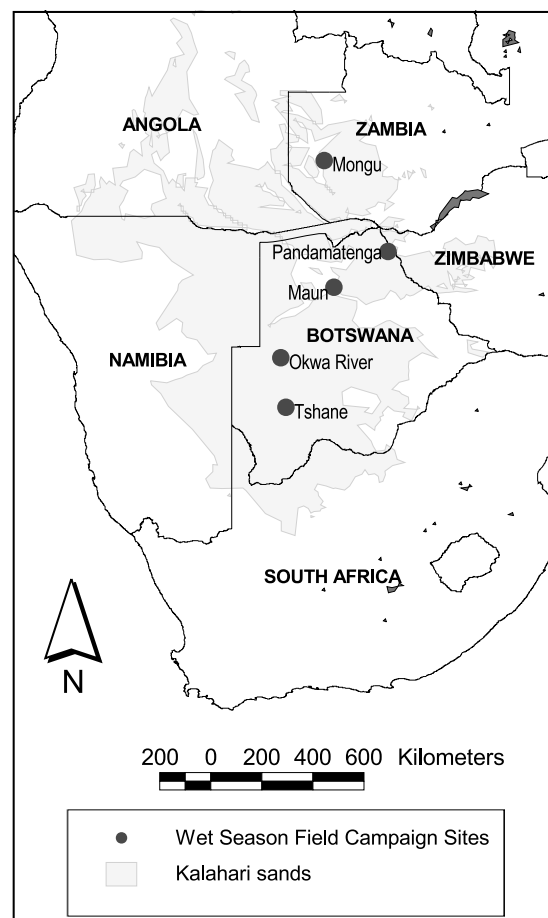 ANGOLA
ZAMBIA
Mongu
Pandamatenga
ZIMBABWE
Maun
BOTSWANA
NAMIBIA
Okwa River
Tshane
SOUTH AFRICA
N
200 0 200 400 600 Kilometers
Wet Season Field Campaign Sites
Kalahari sands